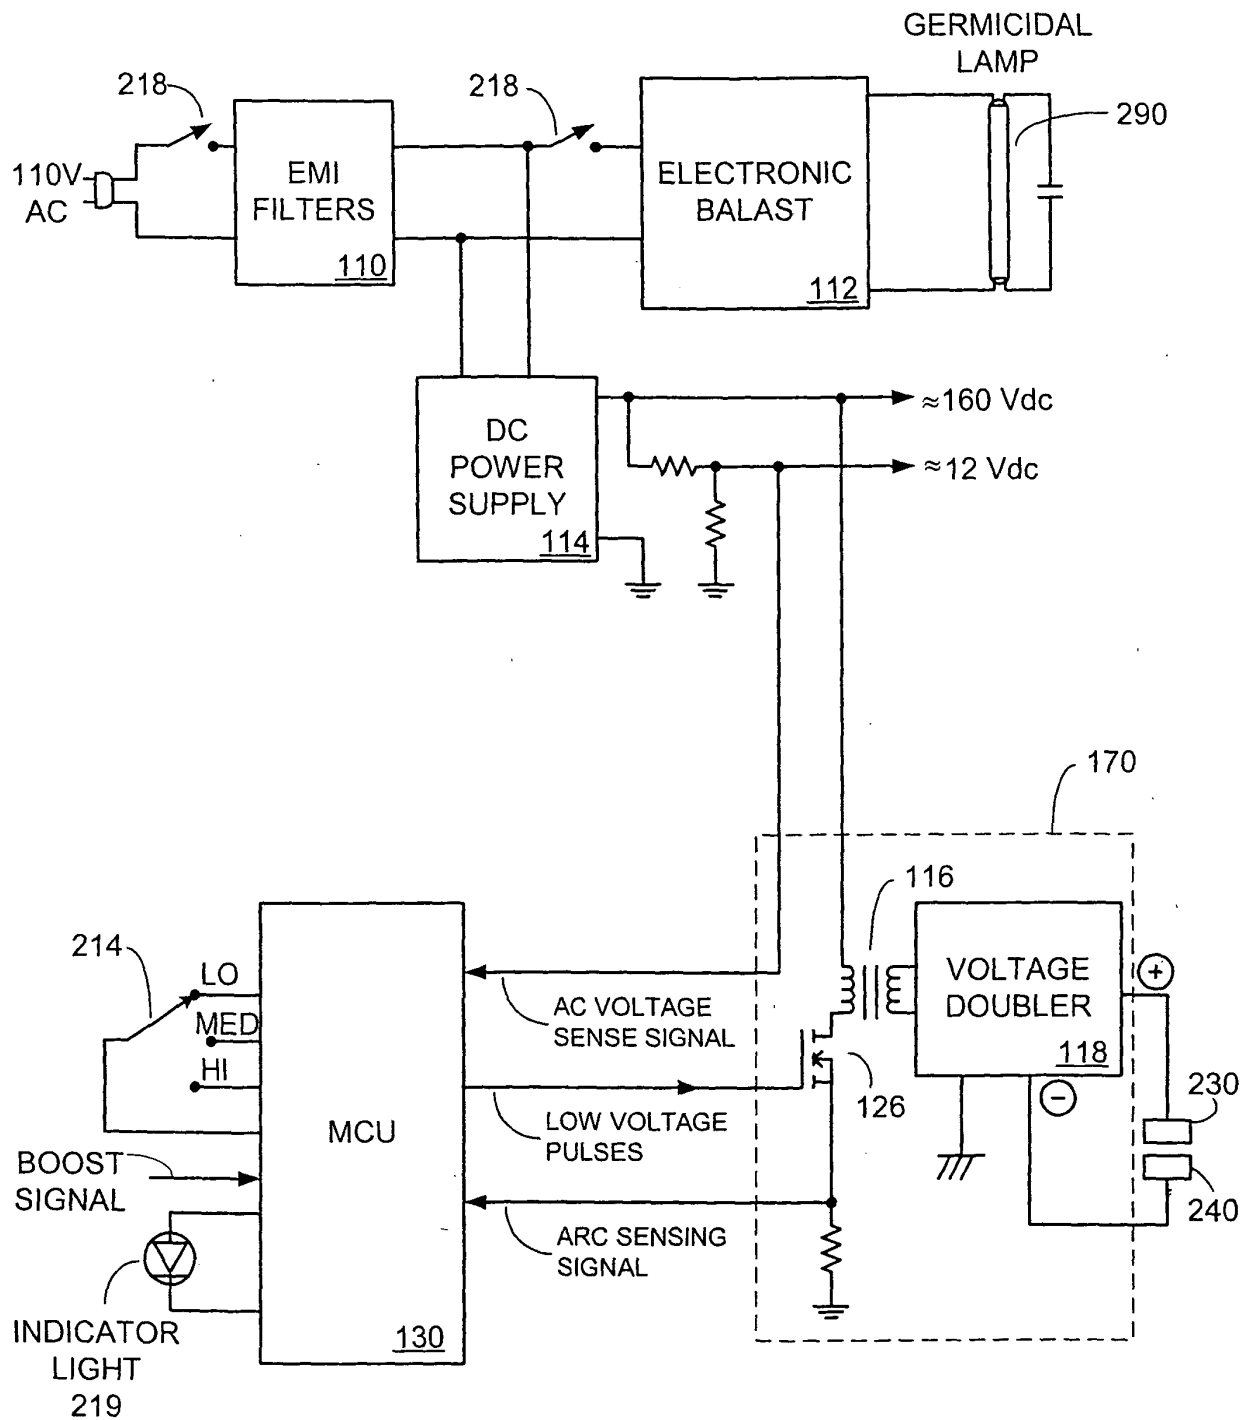 GERMICIDAL
LAMP
218
218
290
110V
AC
EMI
FILTERS
110
ELECTRONIC
BALAST
112
DC
POWER
SUPPLY
114
≈160 Vdc
≈12 Vdc
170
116
214
LO
MED
HI
AC VOLTAGE
SENSE SIGNAL
VOLTAGE
DOUBLER
118
+
−
126
230
240
LOW VOLTAGE
PULSES
MCU
130
BOOST
SIGNAL
ARC SENSING
SIGNAL
INDICATOR
LIGHT
219